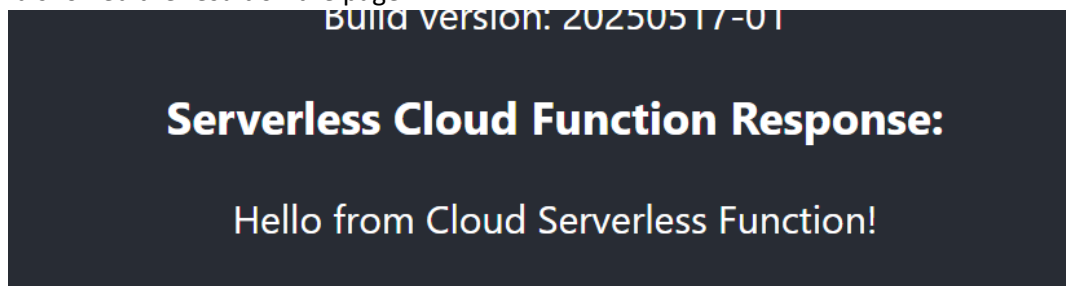 Build version: 20250517-01
Serverless Cloud Function Response:
Hello from Cloud Serverless Function!